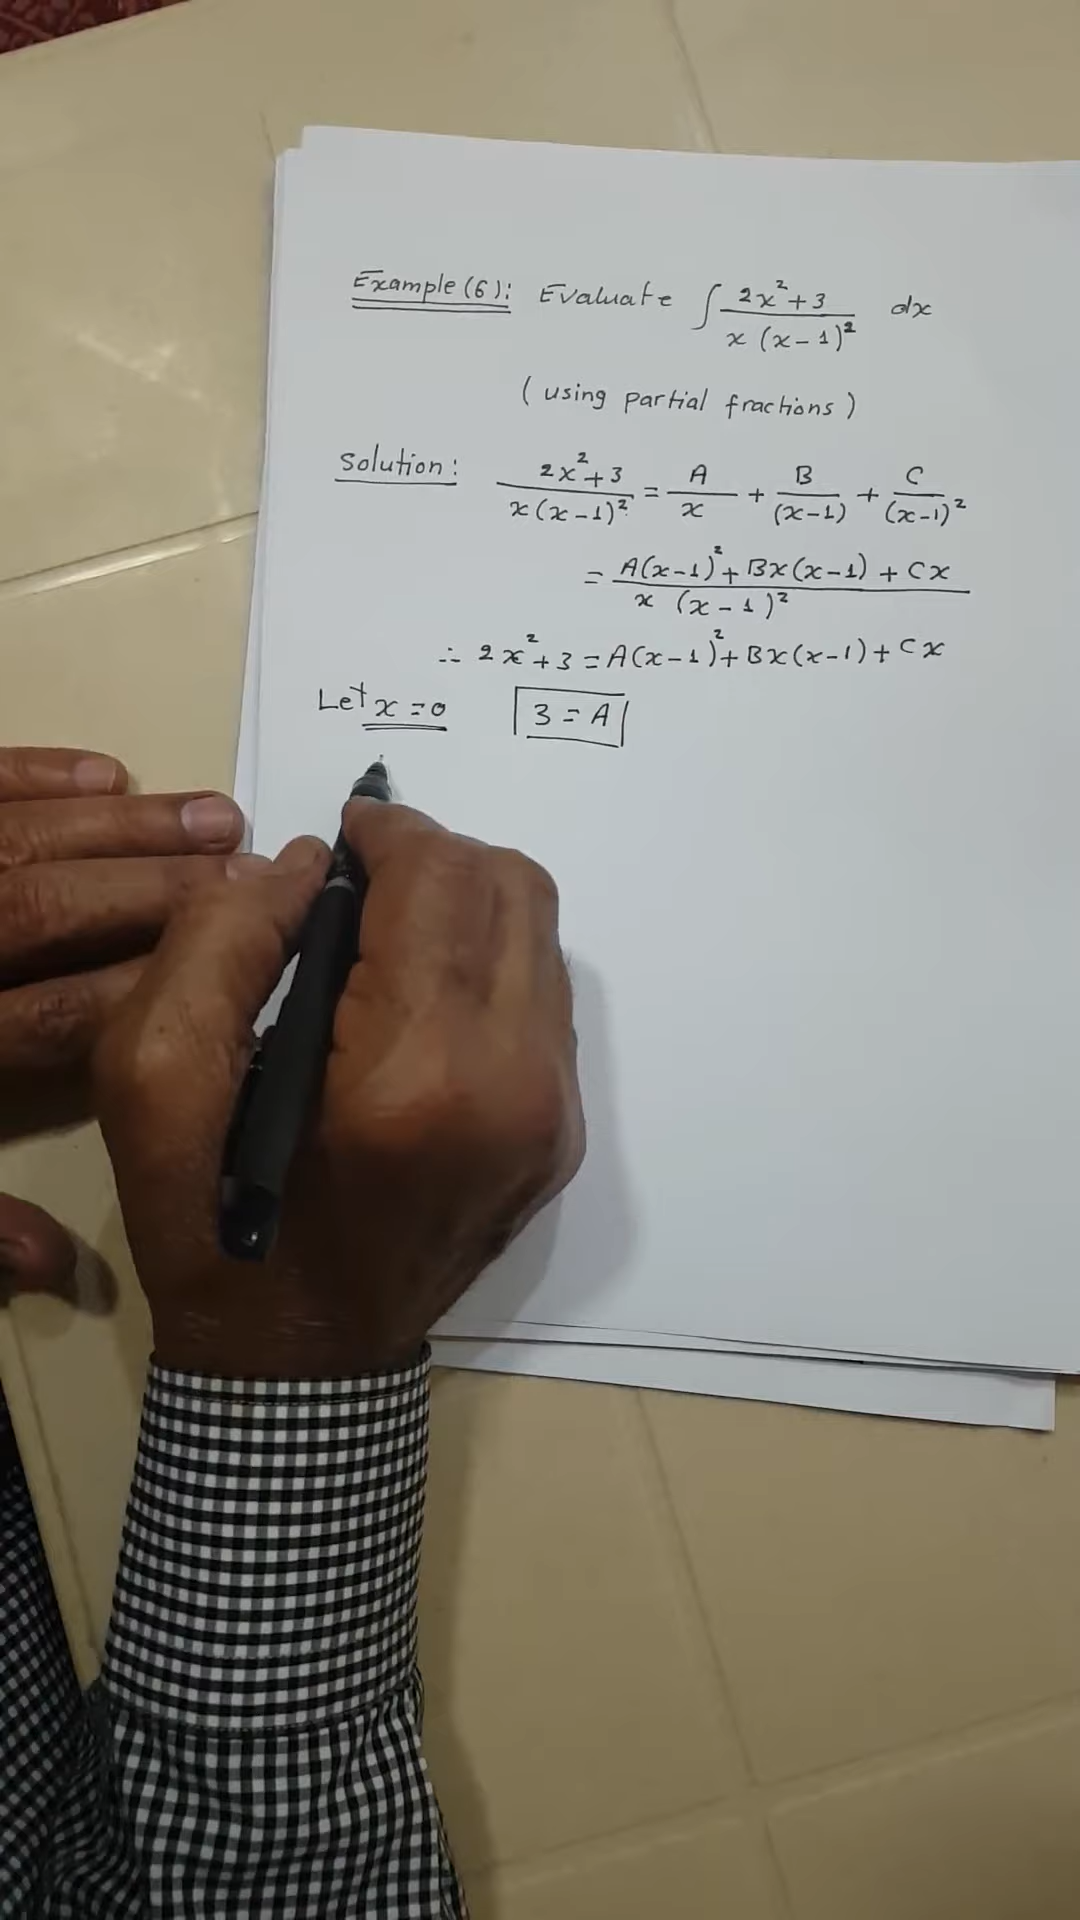 Example (6): Evaluate ∫ (2x²+3)/(x (x-1)²) dx
(using partial fractions)
Solution: (2x²+3)/(x(x-1)²) = A/x + B/(x-1) + C/(x-1)²
= (A(x-1)² + Bx(x-1) + Cx)/(x (x-1)²)
∴ 2x²+3 = A(x-1)² + Bx(x-1) + Cx
Let x=0 3 = A